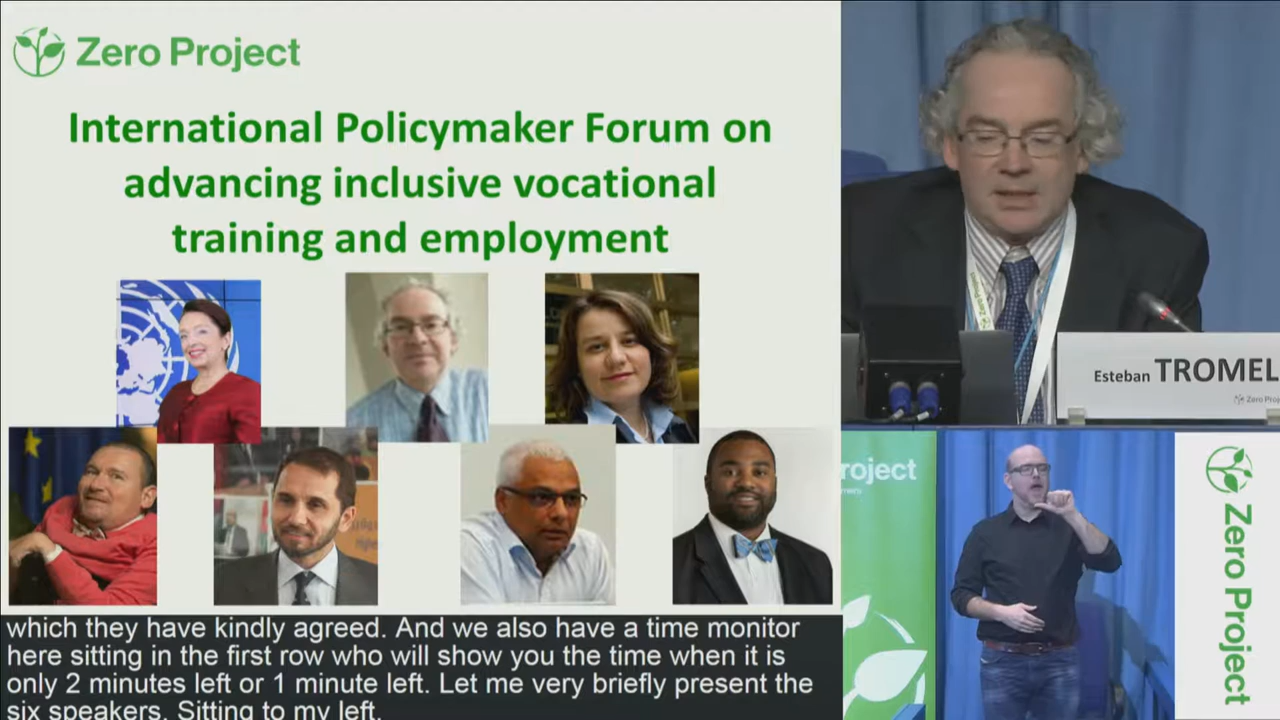 Zero Project
International Policymaker Forum on
advancing inclusive vocational
training and employment
which they have kindly agreed. And we also have a time monitor
here sitting in the first row who will show you the time when it is
only 2 minutes left or 1 minute left. Let me very briefly present the
six speakers. Sitting to my left,
Esteban TROMEL
Zero Proj
roject
Zero Project